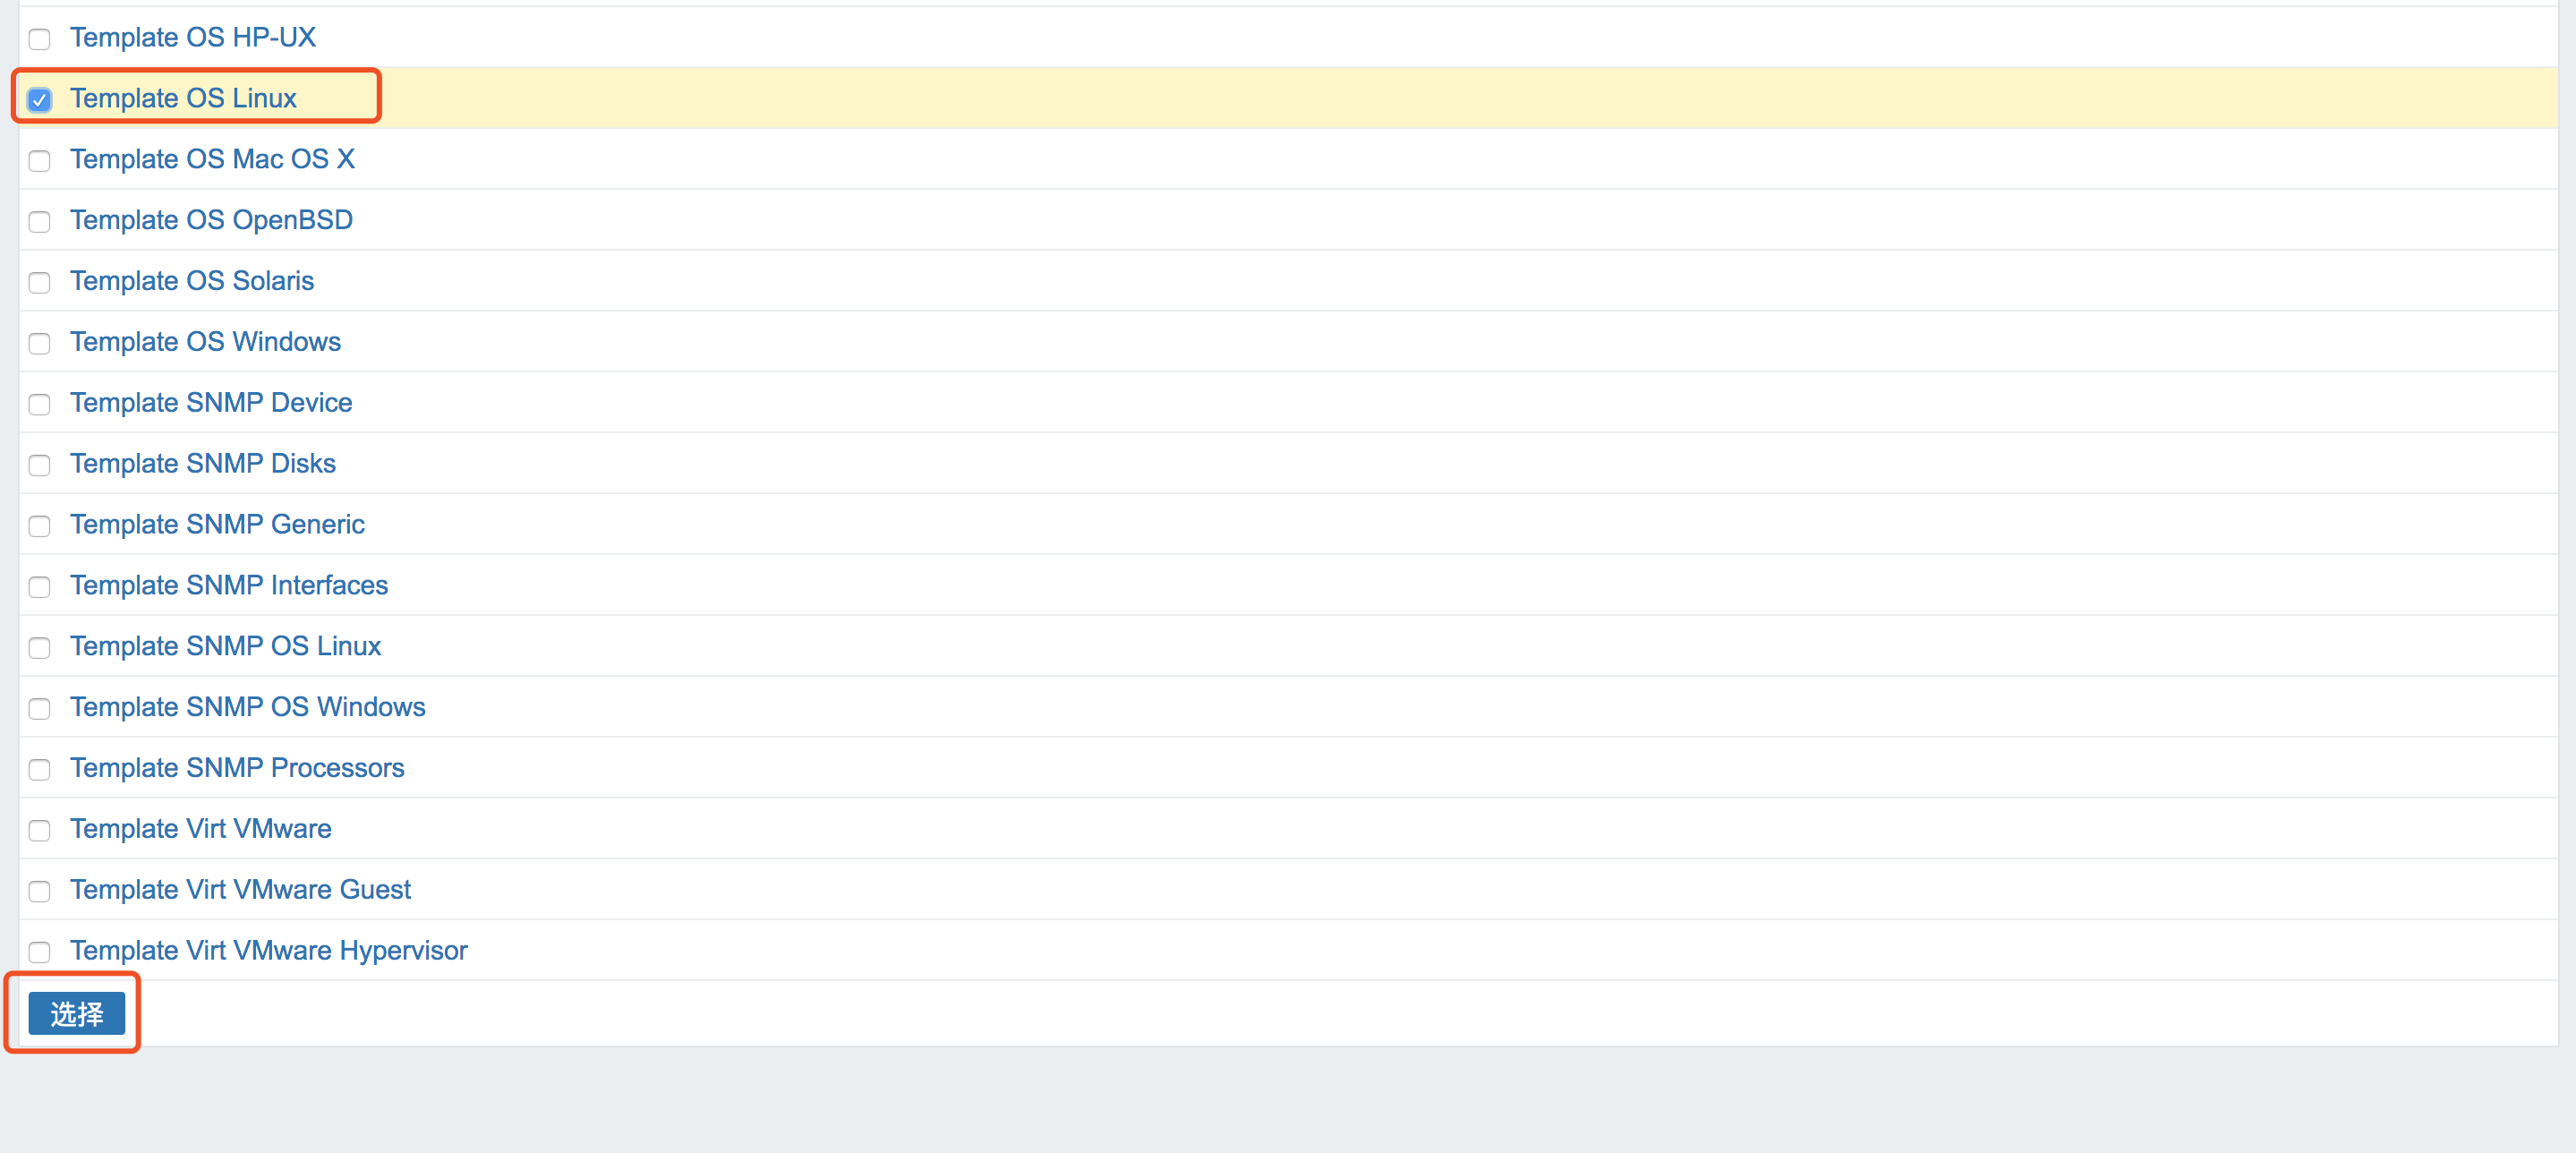 Template OS HP-UX
Template OS Linux
Template OS Mac OS X
Template OS OpenBSD
Template OS Solaris
Template OS Windows
Template SNMP Device
Template SNMP Disks
Template SNMP Generic
Template SNMP Interfaces
Template SNMP OS Linux
Template SNMP OS Windows
Template SNMP Processors
Template Virt VMware
Template Virt VMware Guest
Template Virt VMware Hypervisor
选择